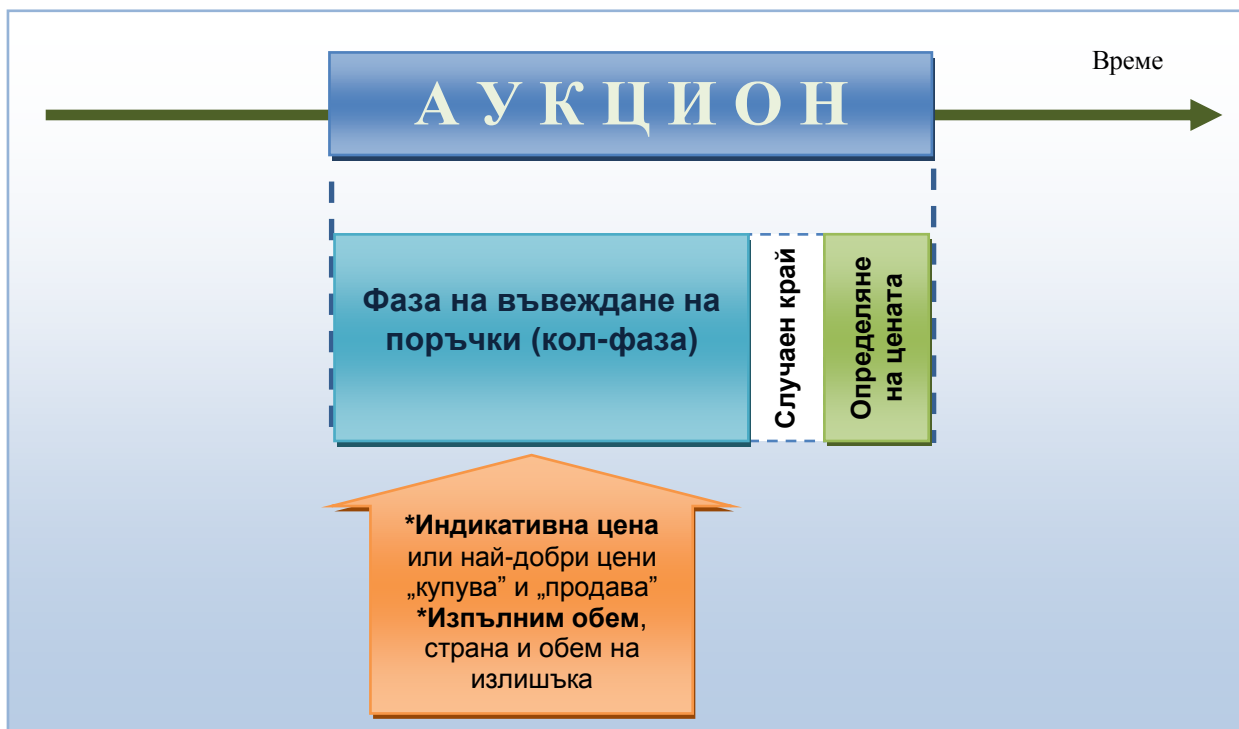 Време
А У К Ц И О Н
Фаза на въвеждане на
поръчки (кол-фаза)
Случаен край
Определяне
на цената
*Индикативна цена
или най-добри цени
„купува” и „продава”
*Изпълним обем,
страна и обем на
излишъка